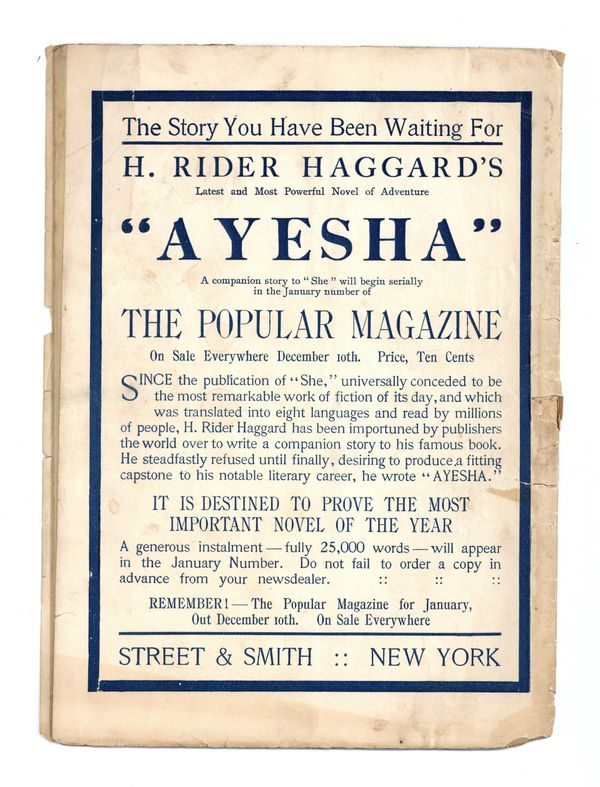 The Story You Have Been Waiting For
H. RIDER HAGGARD'S
Latest and Most Powerful Novel of Adventure
“AYESHA”
A companion story to “She” will begin serially
in the January number of
THE POPULAR MAGAZINE
On Sale Everywhere December 10th. Price, Ten Cents
SINCE the publication of “She,” universally conceded to be
the most remarkable work of fiction of its day, and which
was translated into eight languages and read by millions
of people, H. Rider Haggard has been importuned by publishers
the world over to write a companion story to his famous book.
He steadfastly refused until finally, desiring to produce a fitting
capstone to his notable literary career, he wrote “AYESHA.”
IT IS DESTINED TO PROVE THE MOST
IMPORTANT NOVEL OF THE YEAR
A generous instalment — fully 25,000 words — will appear
in the January Number. Do not fail to order a copy in
advance from your newsdealer. :: :: ::
REMEMBER! — The Popular Magazine for January,
Out December 10th. On Sale Everywhere
STREET & SMITH :: NEW YORK